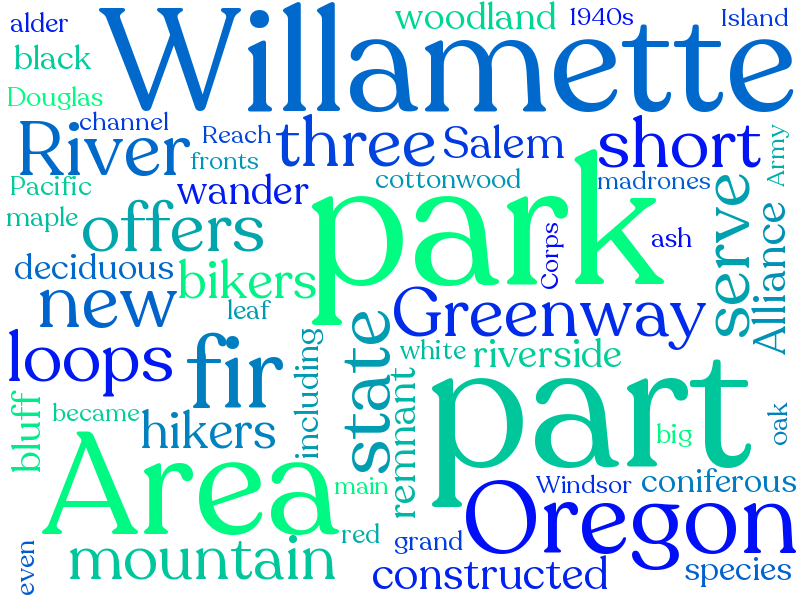 alder
Willamette
woodland
1940s
Island
black
Douglas
channel
River
Reach
three
Salem
short
Army
fronts
Pacific
wander
cottonwood
madrones
maple
offers
park
Corps
ash
serve
Alliance
deciduous
bikers
new
leaf
Greenway
loops
fir
including
state
white
riverside
remnant
part
bluff
became
hikers
big
oak
Area
main
Windsor
coniferous
Oregon
red
grand
mountain
constructed
species
even